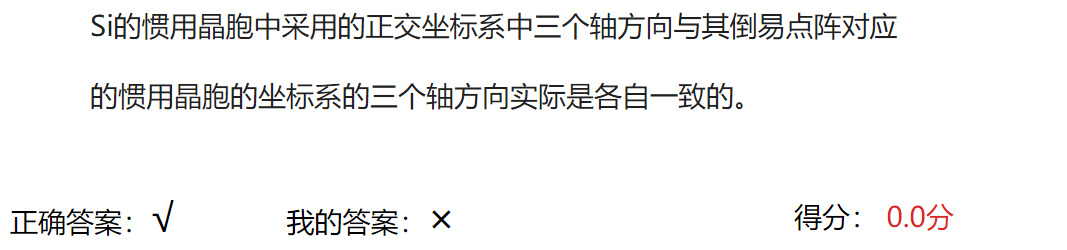 Si的惯用晶胞中采用的正交坐标系中三个轴方向与其倒易点阵对应
的惯用晶胞的坐标系的三个轴方向实际是各自一致的。
正确答案：√ 我的答案：× 得分： 0.0分